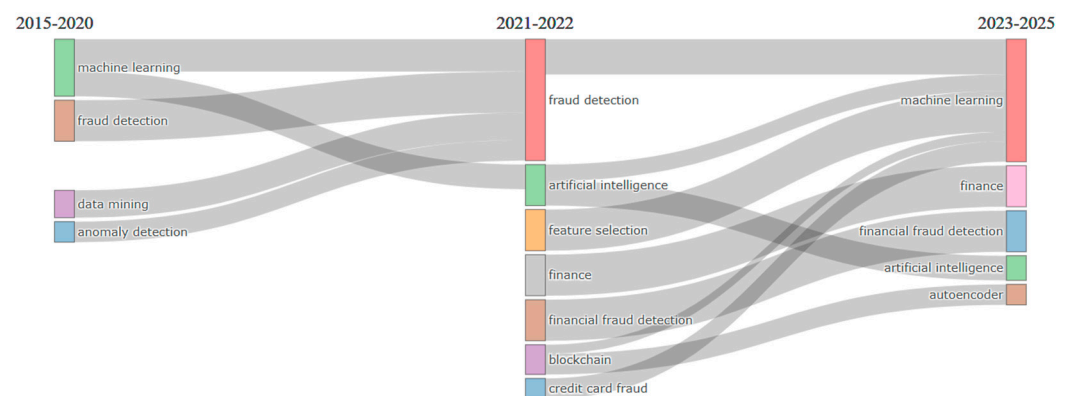 2015-2020
2021-2022
2023-2025
machine learning
fraud detection
data mining
anomaly detection
fraud detection
artificial intelligence
feature selection
finance
financial fraud detection
blockchain
credit card fraud
machine learning
finance
financial fraud detection
artificial intelligence
autoencoder